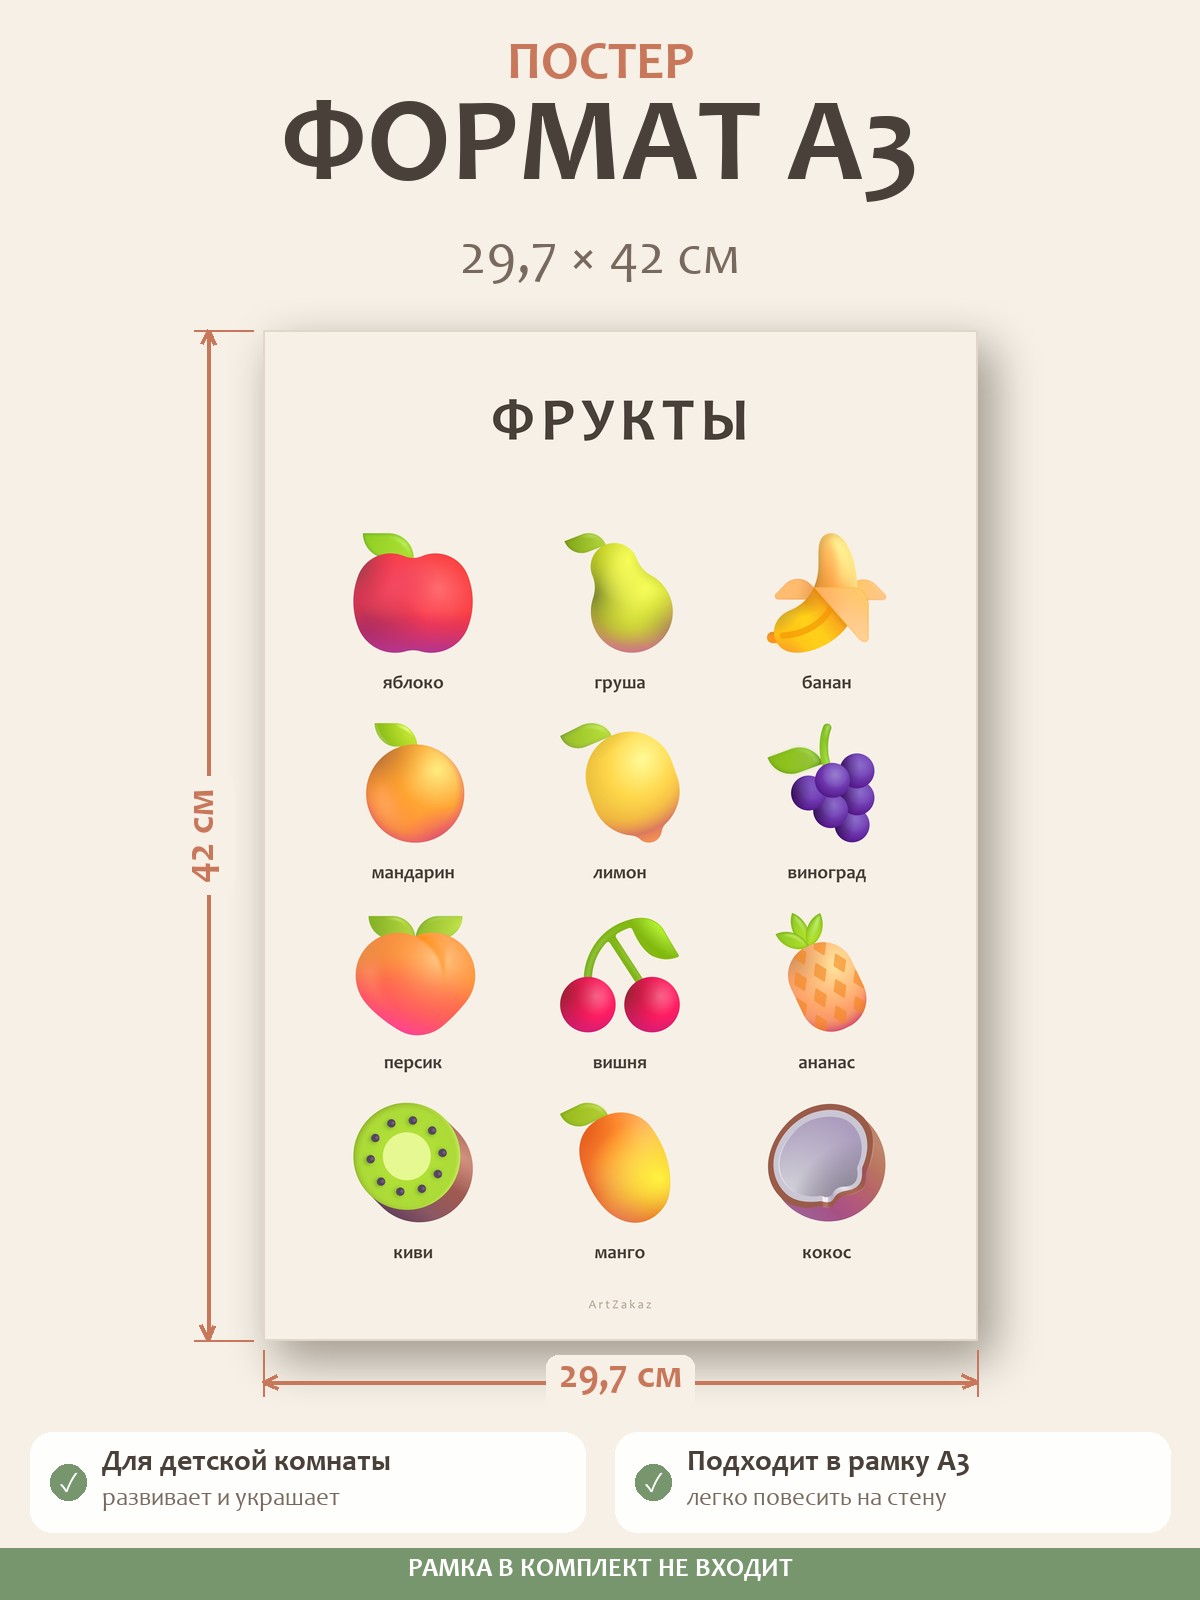 ПОСТЕР
ФОРМАТ А3
29,7 × 42 см
ФРУКТЫ
яблоко
груша
банан
мандарин
лимон
виноград
42 см
персик
вишня
ананас
киви
манго
кокос
ArtZakaz
29,7 см
Для детской комнаты
развивает и украшает
Подходит в рамку А3
легко повесить на стену
РАМКА В КОМПЛЕКТ НЕ ВХОДИТ